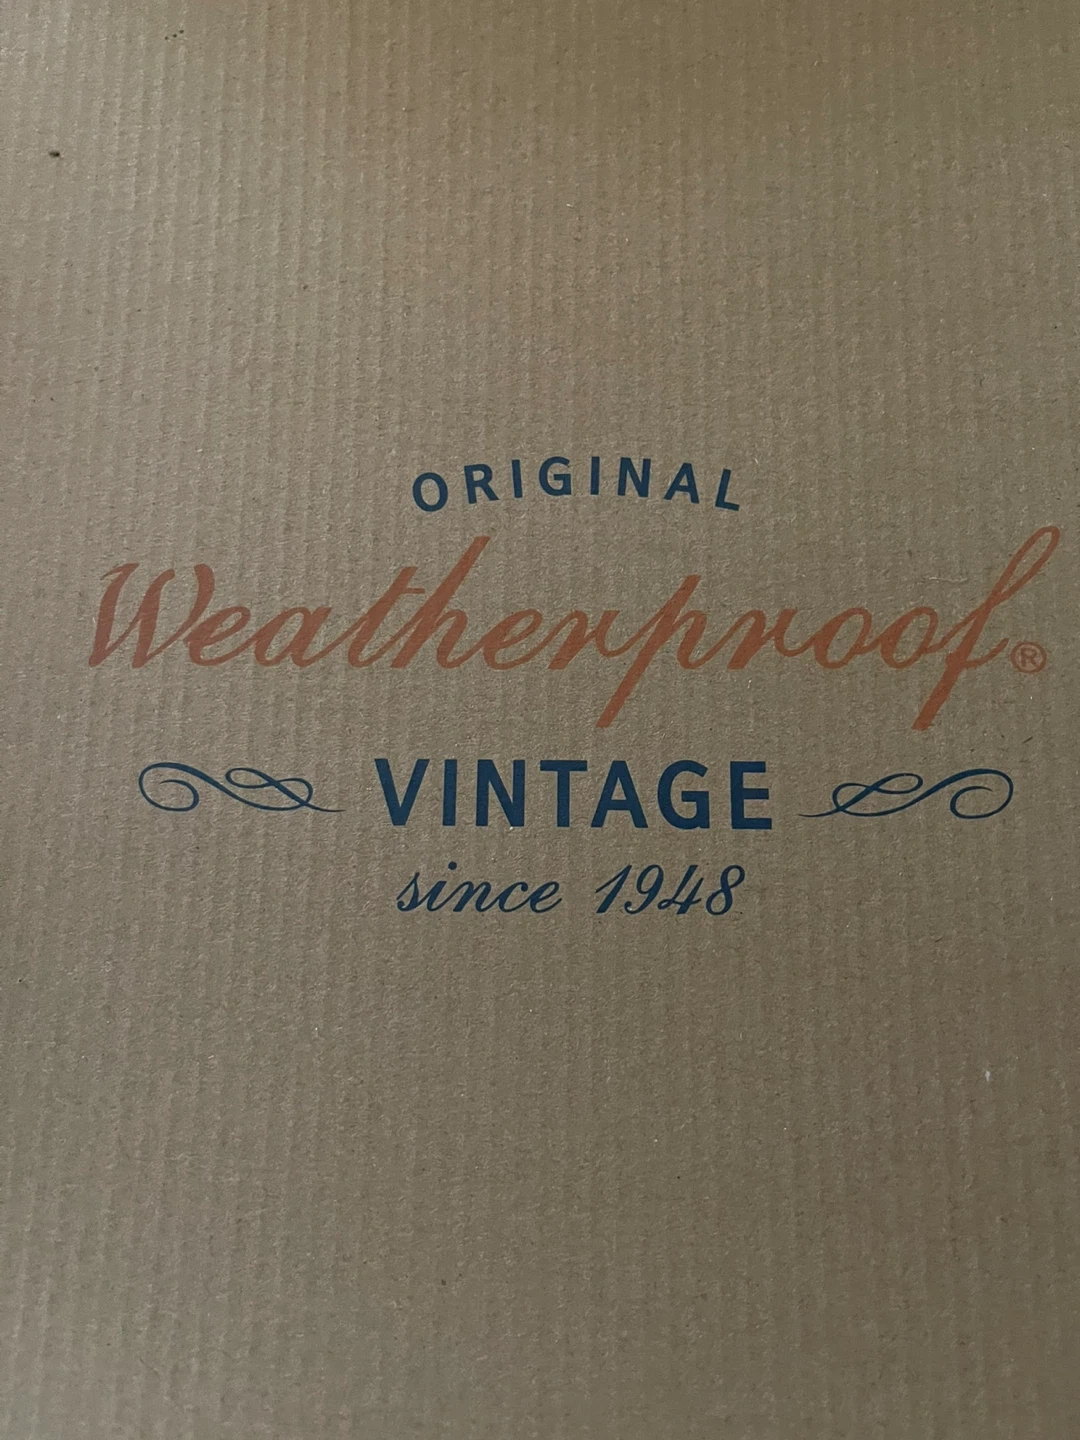 ORIGINAL
Weatherproof®
VINTAGE
since 1948